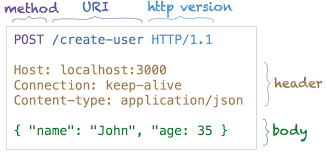 method URI http version
POST /create-user HTTP/1.1
Host: localhost:3000
Connection: keep-alive
Content-type: application/json
header
{ "name": "John", "age: 35 }
body